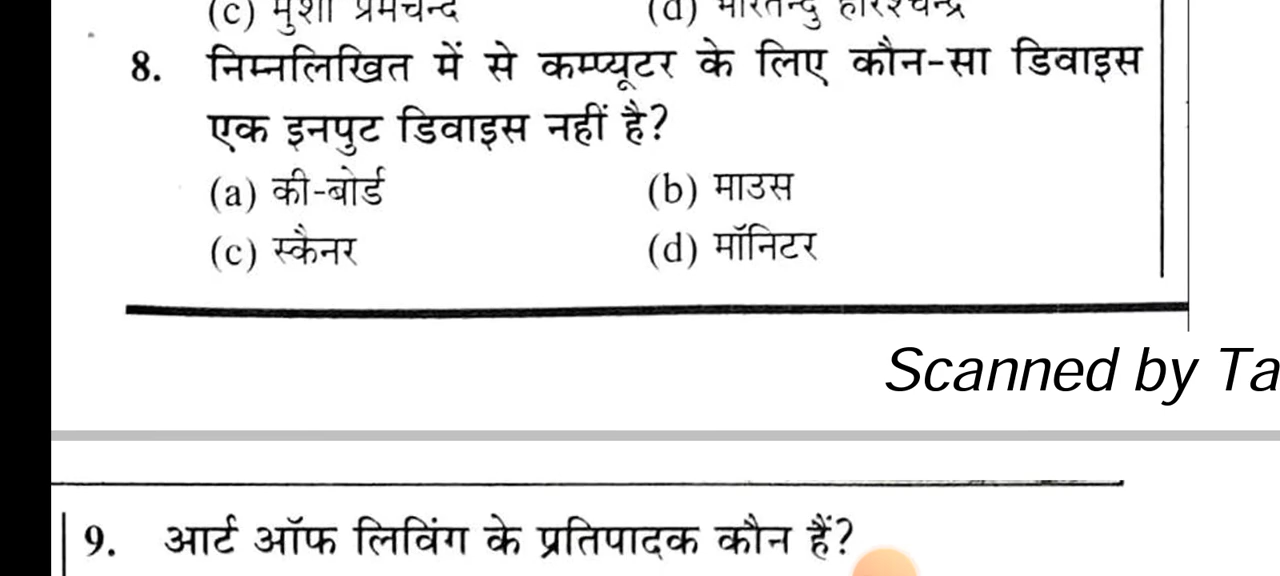 (c) मुंशी प्रेमचन्द (d) भारतेन्दु हरिश्चन्द्र
8. निम्नलिखित में से कम्प्यूटर के लिए कौन-सा डिवाइस
एक इनपुट डिवाइस नहीं है?
(a) की-बोर्ड (b) माउस
(c) स्कैनर (d) मॉनिटर
Scanned by Ta
9. आर्ट ऑफ लिविंग के प्रतिपादक कौन हैं?